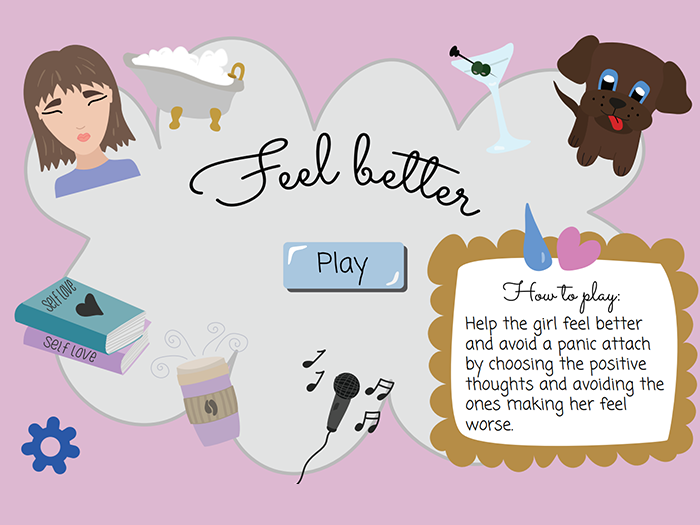 Feel better
Play
SELF LOVE
SELF LOVE
How to play:
Help the girl feel better
and avoid a panic attach
by choosing the positive
thoughts and avoiding the
ones making her feel
worse.